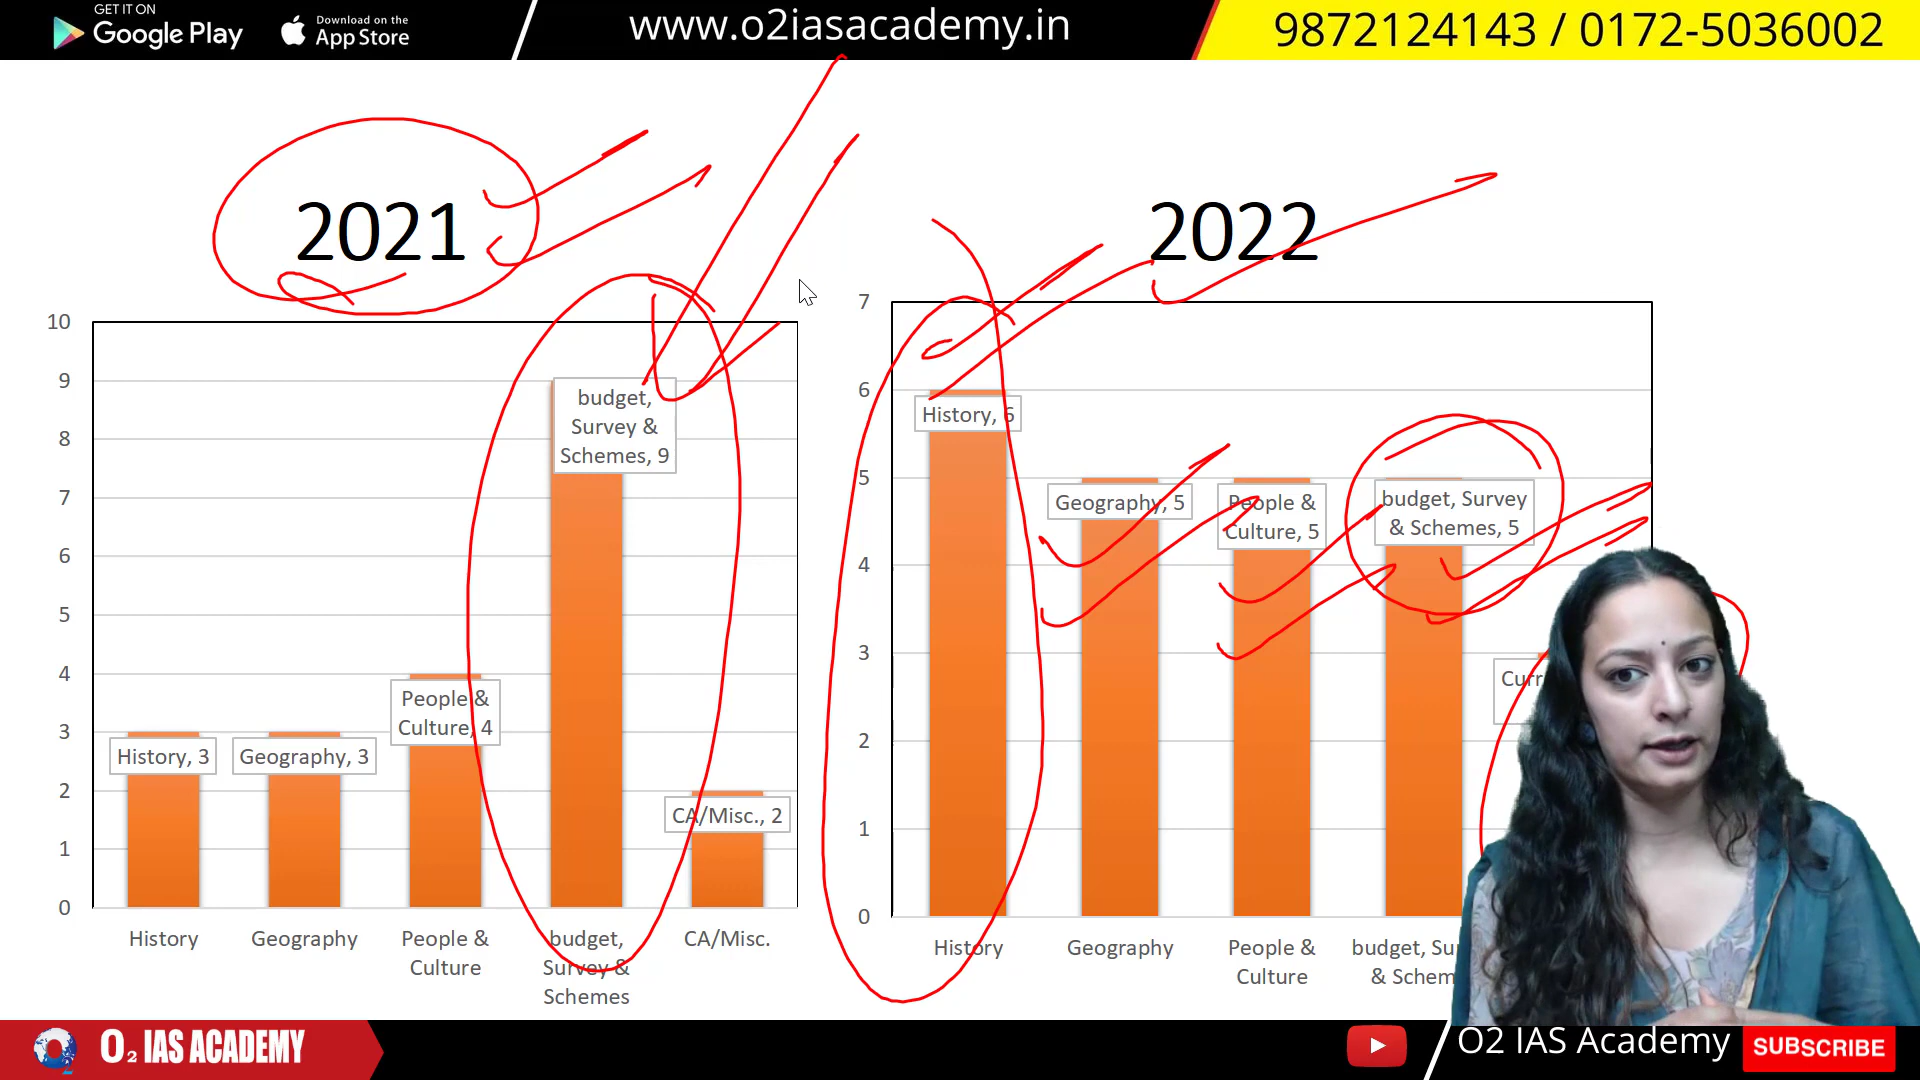 GET IT ON
Google Play
Download on the
App Store
www.o2iasacademy.in
9872124143 / 0172-5036002
2021
10
9
8
7
6
5
4
3
2
1
0
budget,
Survey &
Schemes, 9
People &
Culture, 4
History, 3
Geography, 3
CA/Misc., 2
History
Geography
People &
Culture
budget,
Survey &
Schemes
CA/Misc.
2022
7
6
5
4
3
2
1
0
History, 6
Geography, 5
People &
Culture, 5
budget, Survey
& Schemes, 5
History
Geography
People &
Culture
budget,
&
O2 IAS ACADEMY
O2 IAS Academy
SUBSCRIBE